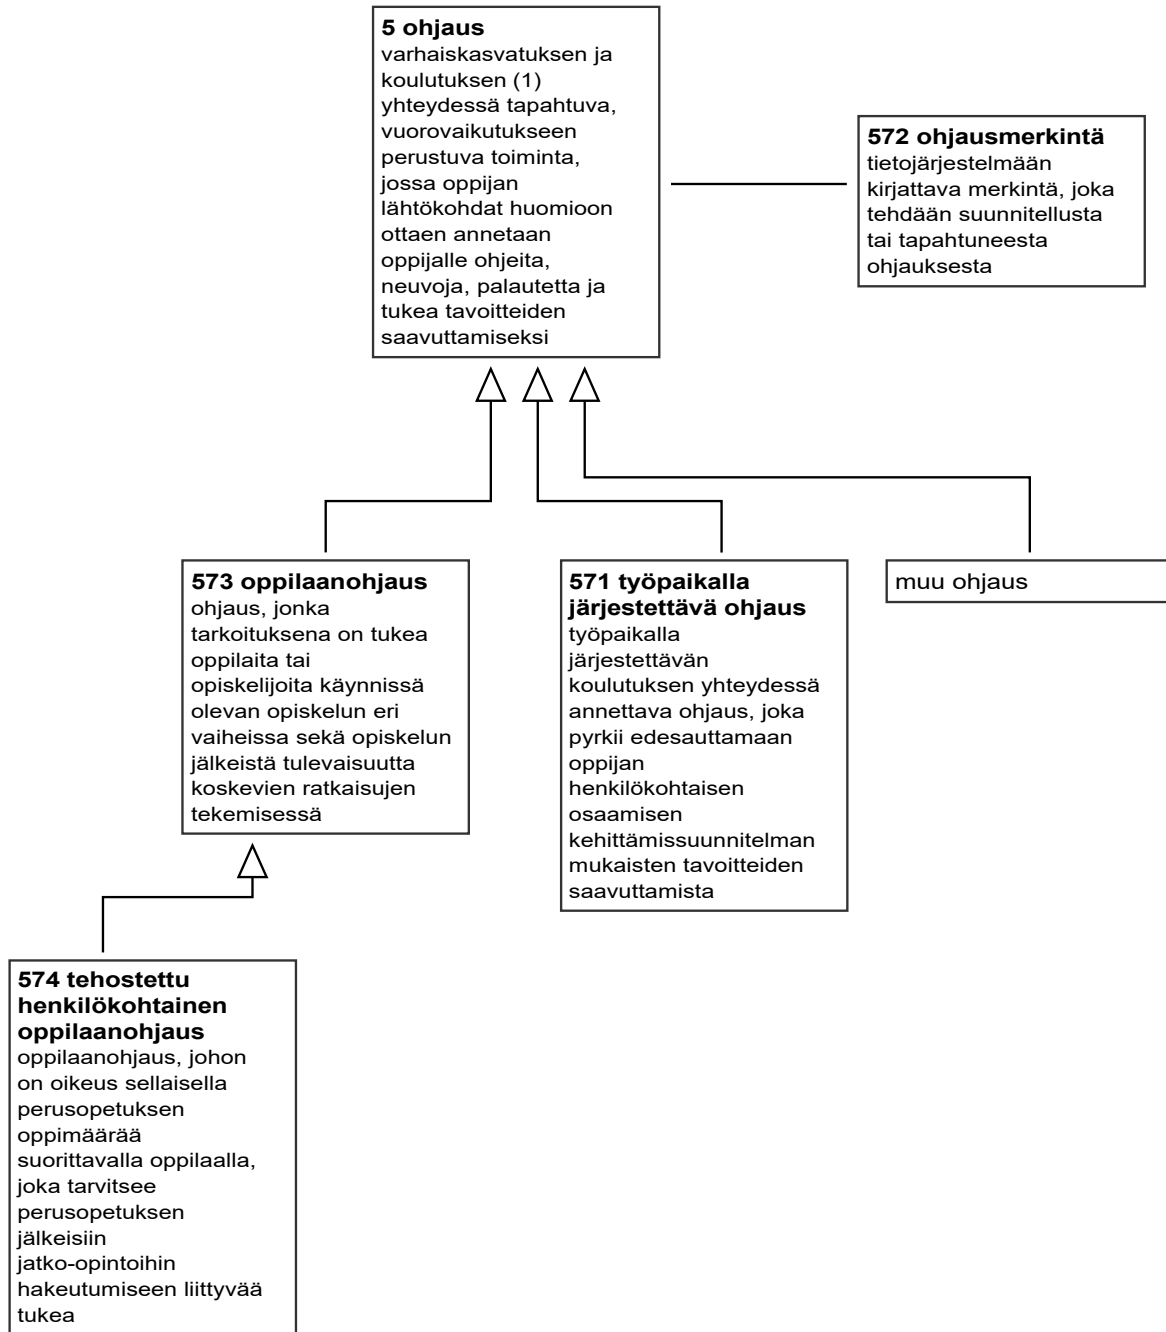 5 ohjaus
varhaiskasvatuksen ja
koulutuksen (1)
yhteydessä tapahtuva,
vuorovaikutukseen
perustuva toiminta,
jossa oppijan
lähtökohdat huomioon
ottaen annetaan
oppijalle ohjeita,
neuvoja, palautetta ja
tukea tavoitteiden
saavuttamiseksi
572 ohjausmerkintä
tietojärjestelmään
kirjattava merkintä, joka
tehdään suunnitellusta
tai tapahtuneesta
ohjauksesta
573 oppilaanohjaus
ohjaus, jonka
tarkoituksena on tukea
oppilaita tai
opiskelijoita käynnissä
olevan opiskelun eri
vaiheissa sekä opiskelun
jälkeistä tulevaisuutta
koskevien ratkaisujen
tekemisessä
571 työpaikalla
järjestettävä ohjaus
työpaikalla
järjestettävän
koulutuksen yhteydessä
annettava ohjaus, joka
pyrkii edesauttamaan
oppijan
henkilökohtaisen
osaamisen
kehittämissuunnitelman
mukaisten tavoitteiden
saavuttamista
muu ohjaus
574 tehostettu
henkilökohtainen
oppilaanohjaus
oppilaanohjaus, johon
on oikeus sellaisella
perusopetuksen
oppimäärää
suorittavalla oppilaalla,
joka tarvitsee
perusopetuksen
jälkeisiin
jatko-opintoihin
hakeutumiseen liittyvää
tukea